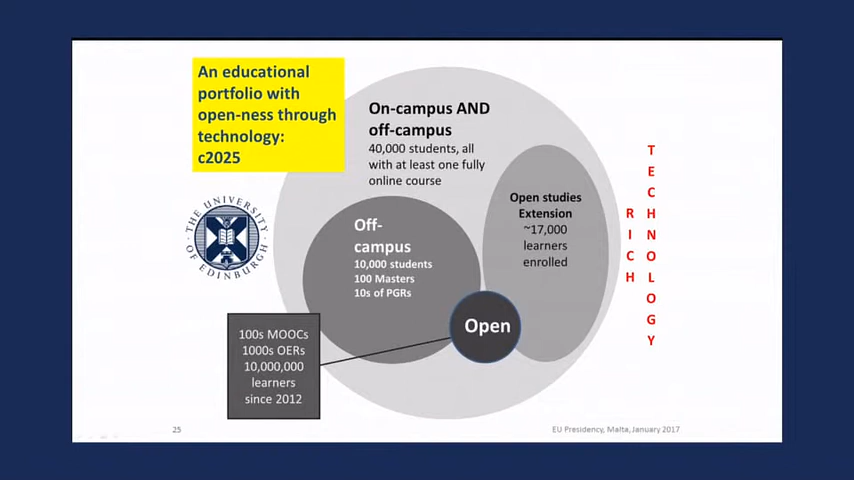 An educational
portfolio with
open-ness through
technology:
c2025
On-campus AND
off-campus
40,000 students, all
with at least one fully
online course
Open studies
Extension
~17,000
learners
enrolled
Off-
campus
10,000 students
100 Masters
10s of PGRs
Open
100s MOOCs
1000s OERs
10,000,000
learners
since 2012
RICH
TECHNOLOGY
THE UNIVERSITY
OF EDINBURGH
25
EU Presidency, Malta, January 2017